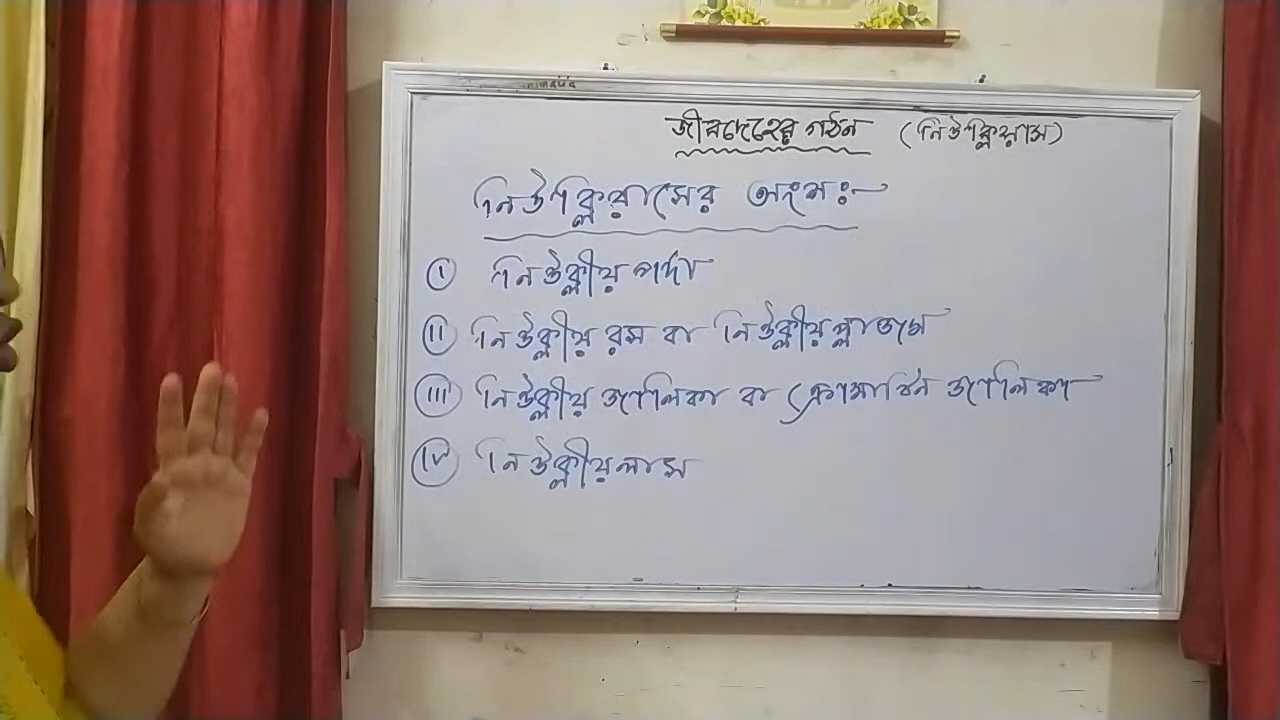 জীবদেহের গঠন (নিউক্লিয়াস)
নিউক্লিয়াসের অংশঃ-
i নিউক্লীয় পর্দা
ii নিউক্লীয় রস বা নিউক্লীয়প্লাজম
iii নিউক্লীয় জালিকা বা ক্রোমাটিন জালিকা
iv নিউক্লীয়লাস